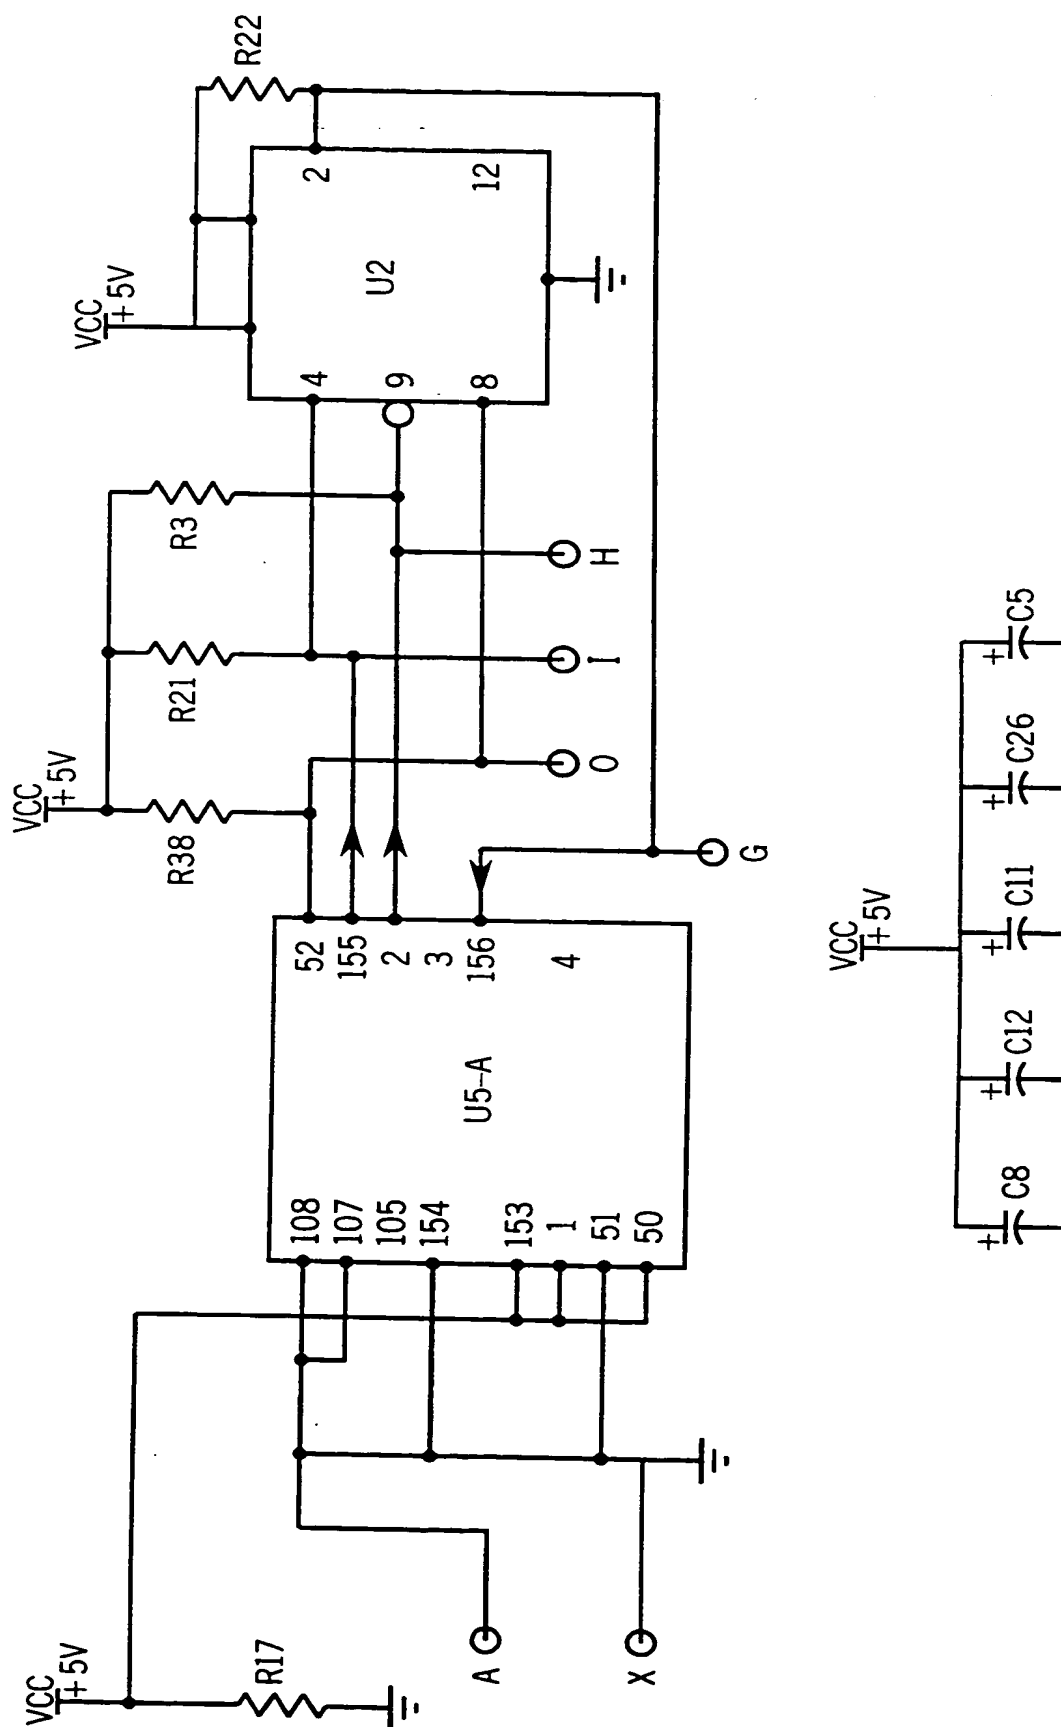 VCC
+5V
R17
A
X
108
107
105
154
153
1
51
50
U5-A
52
155
2
3
156
4
VCC
+5V
R38
R21
R3
O
I
H
G
VCC
+5V
4
9
8
U2
2
12
R22
VCC
+5V
+
C8
+
C12
+
C11
+
C26
+
C5